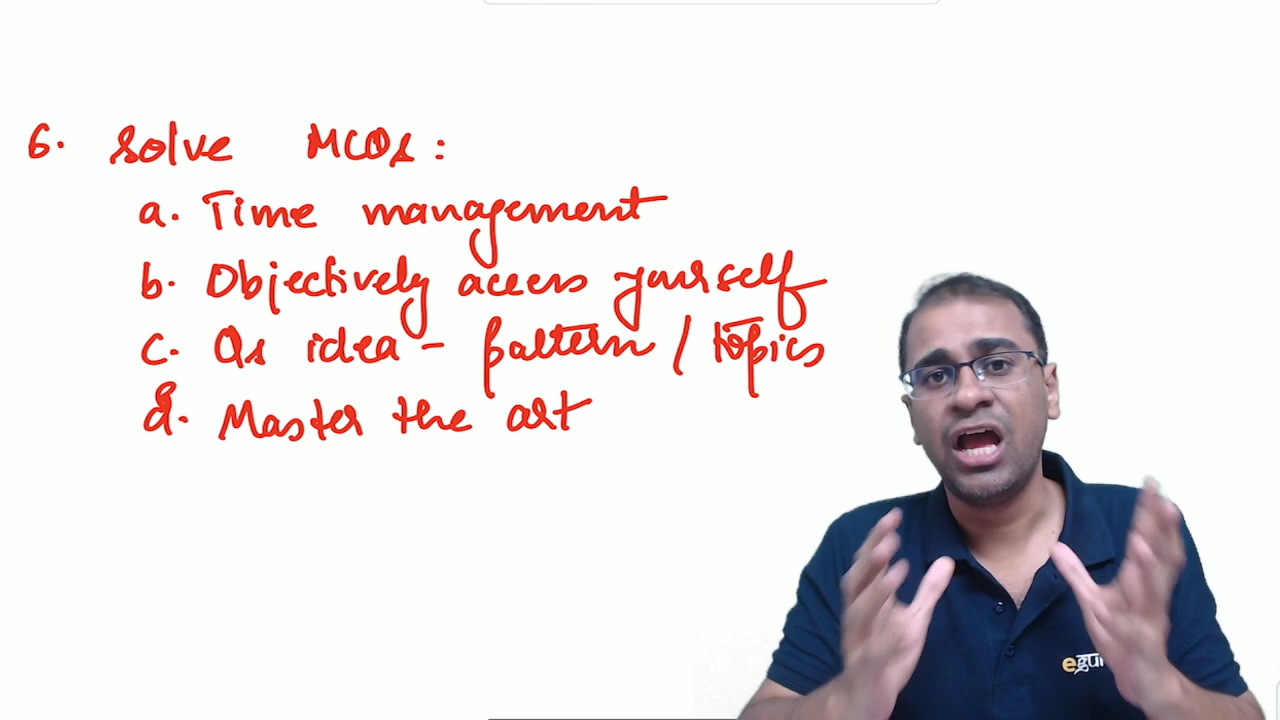 6. Solve MCQs:
a. Time management
b. Objectively access yourself
c. Qs idea - pattern / topics
d. Master the art